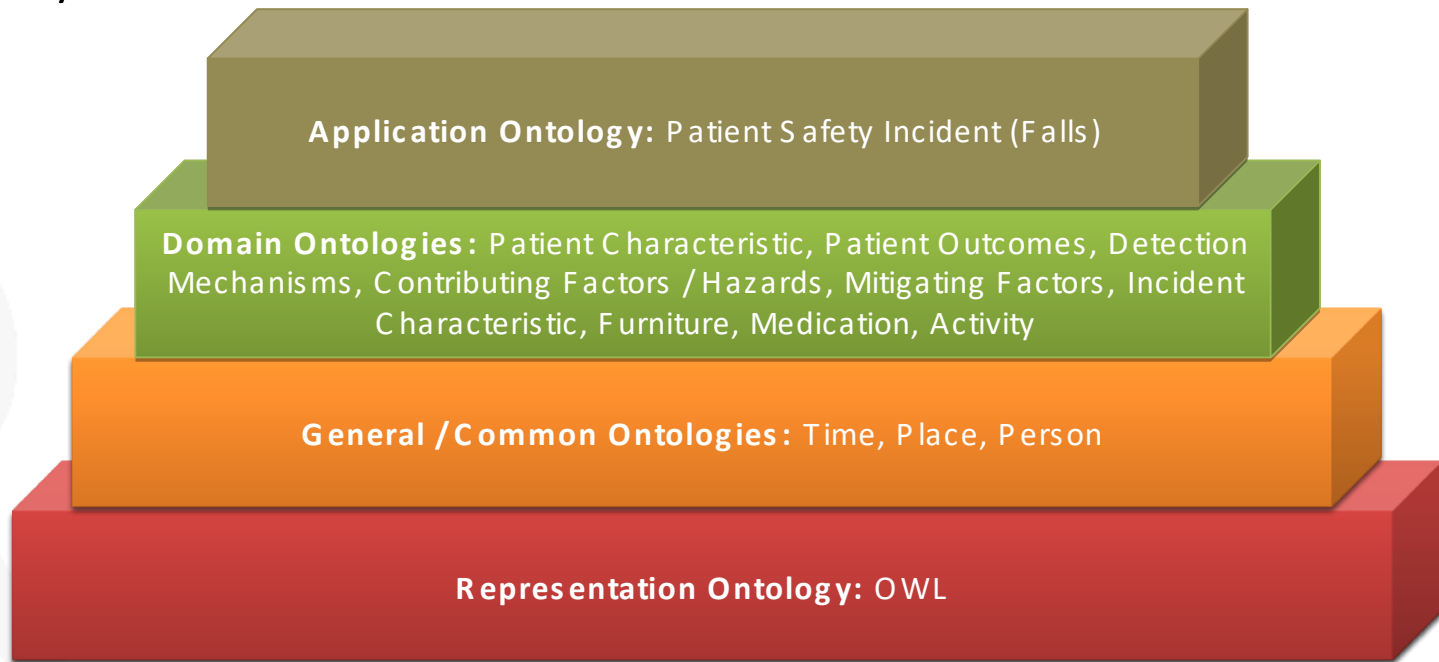 Application Ontology: Patient Safety Incident (Falls)
Domain Ontologies: Patient Characteristic, Patient Outcomes, Detection
Mechanisms, Contributing Factors / Hazards, Mitigating Factors, Incident
Characteristic, Furniture, Medication, Activity
General / Common Ontologies: Time, Place, Person
Representation Ontology: OWL